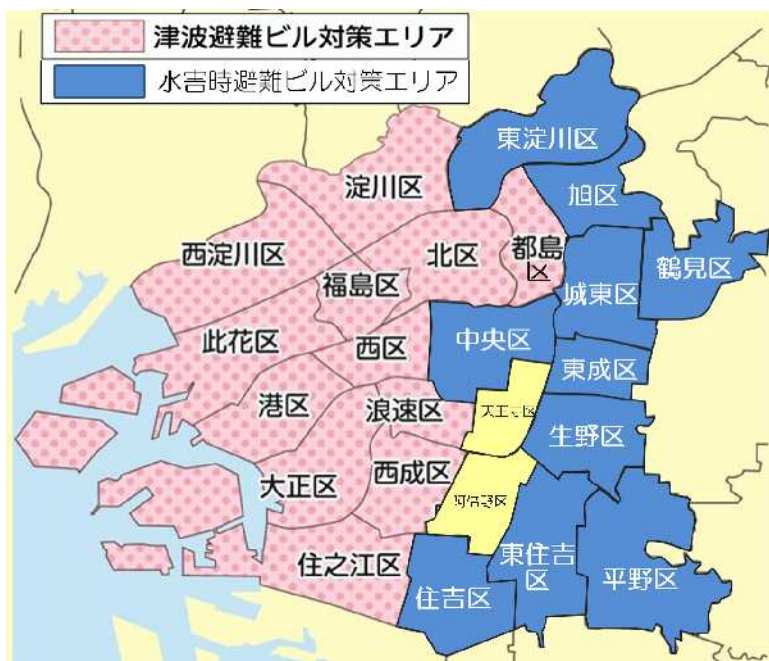 津波避難ビル対策エリア
水害時避難ビル対策エリア
東淀川区
淀川区
旭区
西淀川区
北区
都島
区
鶴見区
福島区
城東区
此花区
西区
中央区
東成区
港区
浪速区
天王寺区
生野区
大正区
西成区
阿倍野区
住之江区
住吉区
東住吉
区
平野区